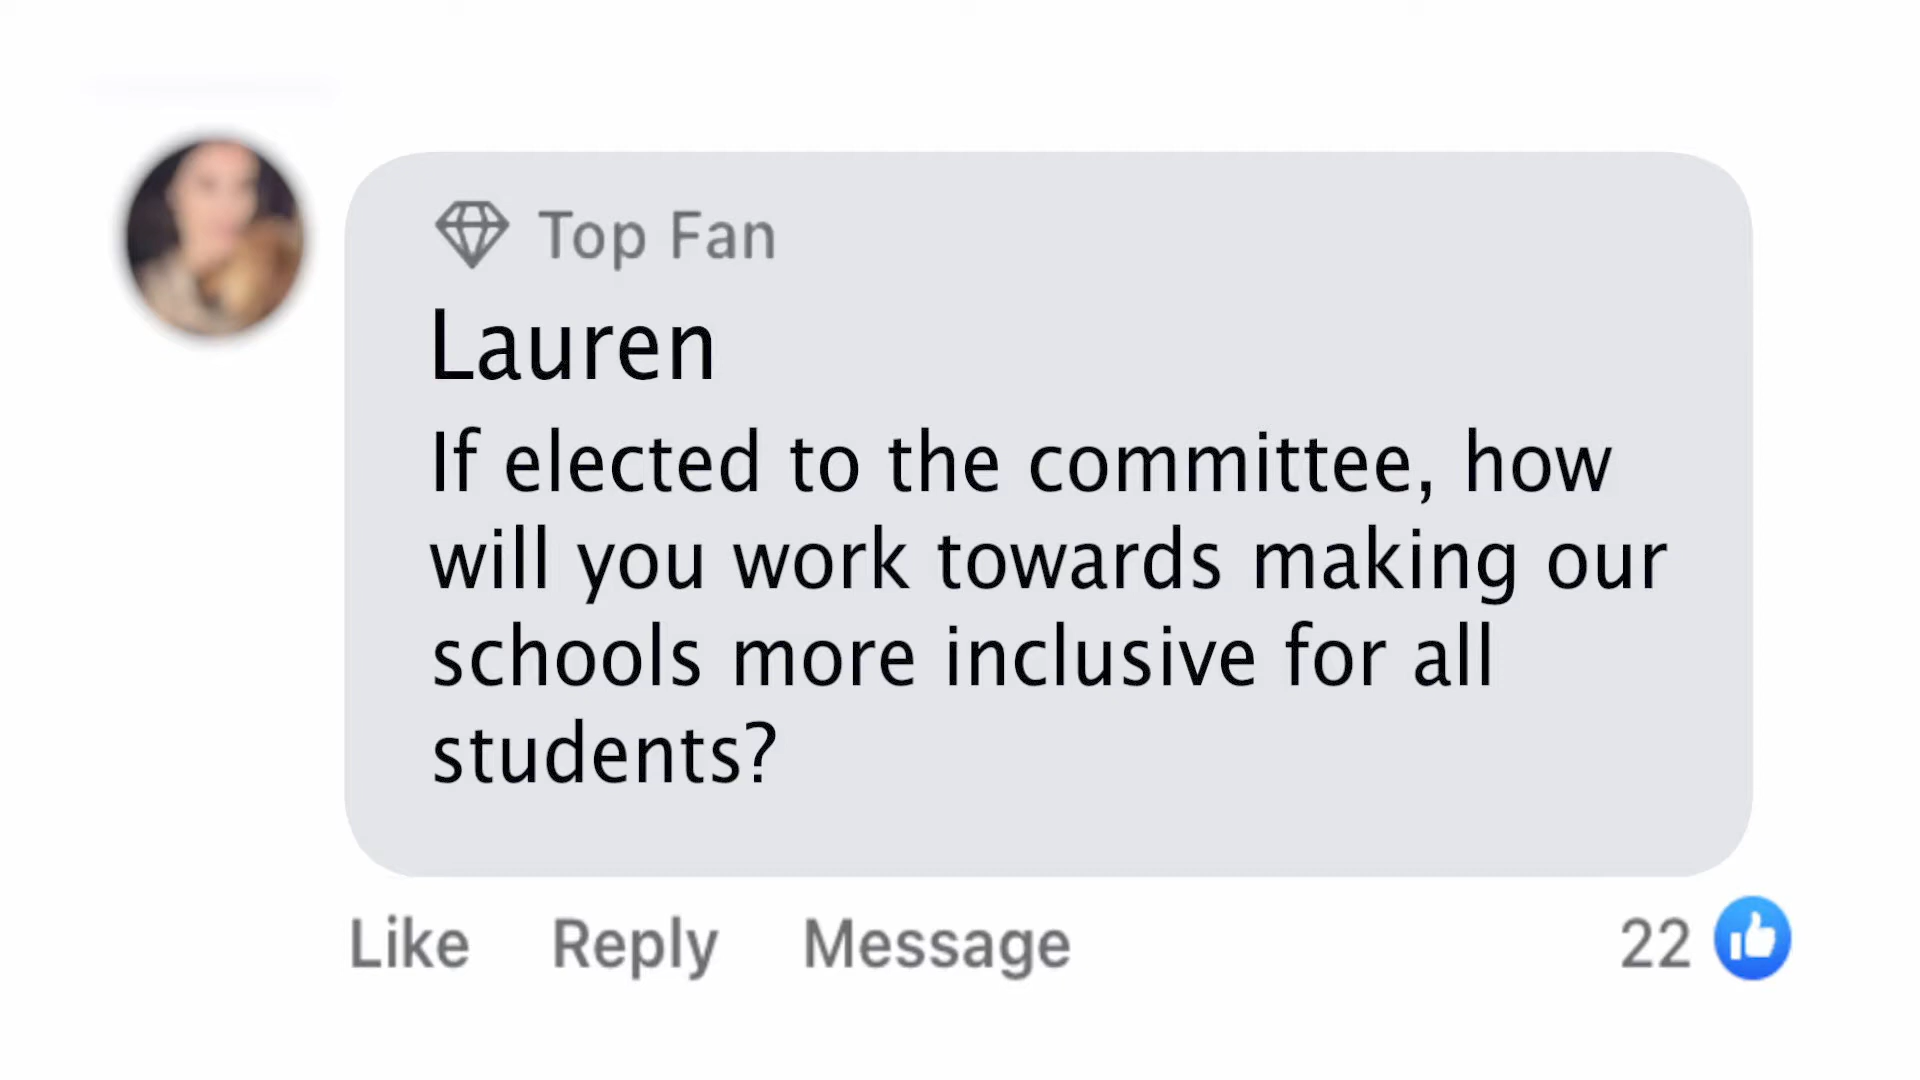 Top Fan
Lauren
If elected to the committee, how
will you work towards making our
schools more inclusive for all
students?
Like Reply Message 22